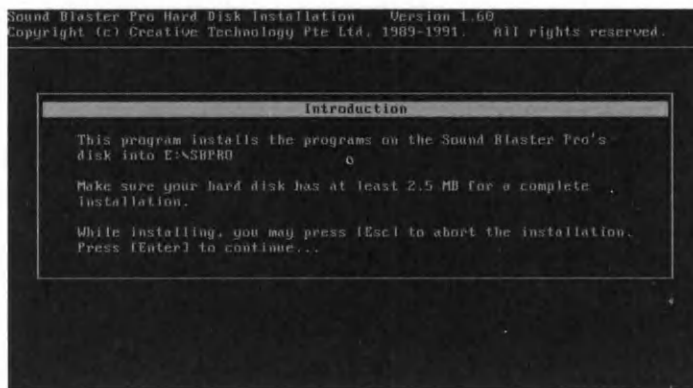 Sound Blaster Pro Hard Disk Installation    Version 1.60
Copyright (c) Creative Technology Pte Ltd, 1989-1991.   All rights reserved.
Introduction
This program installs the programs on the Sound Blaster Pro's
disk into E:\SBPRO
Make sure your hard disk has at least 2.5 MB for a complete
installation.
While installing, you may press [Esc] to abort the installation.
Press [Enter] to continue...